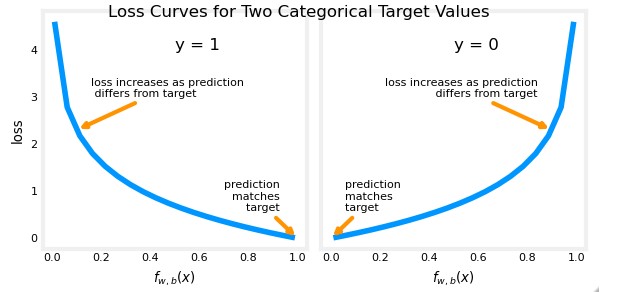 Loss Curves for Two Categorical Target Values
y = 1
loss increases as prediction
differs from target
prediction
matches
target
loss
4
3
2
1
0
0.0 0.2 0.4 0.6 0.8 1.0
f_{w, b}(x)
y = 0
loss increases as prediction
differs from target
prediction
matches
target
0.0 0.2 0.4 0.6 0.8 1.0
f_{w, b}(x)